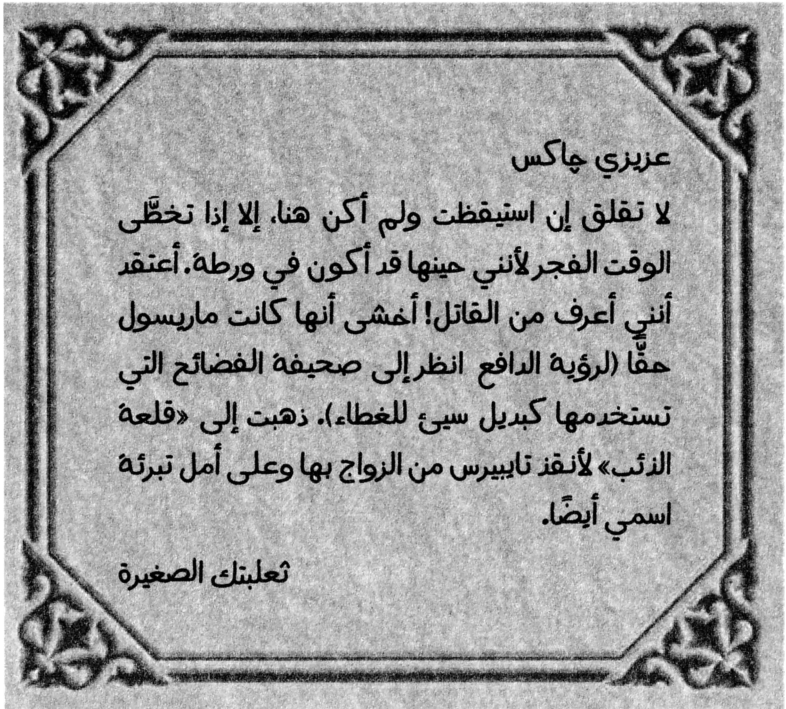 عزيزي چاكس
لا تقلق إن استيقظت ولم أكن هنا، إلا إذا تخطَّى
الوقت الفجر لأنني حينها قد أكون في ورطة. أعتقد
أنني أعرف من القاتل! أخشى أنها كانت ماريسول
حقًّا (لرؤية الدافع انظر إلى صحيفة الفضائح التي
تستخدمها كبديل سيئ للغطاء). ذهبت إلى «قلعة
الذئب» لأنقذ تايبيرس من الزواج بها وعلى أمل تبرئة
اسمي أيضًا.
ثعلبتك الصغيرة